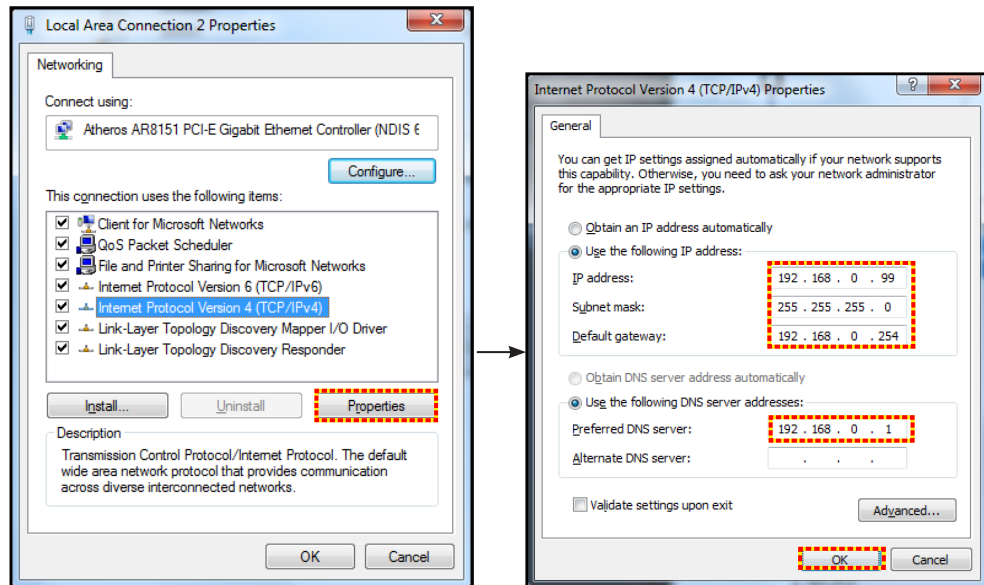 Local Area Connection 2 Properties
Networking
Connect using:
Atheros AR8151 PCI-E Gigabit Ethernet Controller (NDIS 6
Configure...
This connection uses the following items:
Client for Microsoft Networks
QoS Packet Scheduler
File and Printer Sharing for Microsoft Networks
Internet Protocol Version 6 (TCP/IPv6)
Internet Protocol Version 4 (TCP/IPv4)
Link-Layer Topology Discovery Mapper I/O Driver
Link-Layer Topology Discovery Responder
Install...
Uninstall
Properties
Description
Transmission Control Protocol/Internet Protocol. The default
wide area network protocol that provides communication
across diverse interconnected networks.
OK
Cancel
Internet Protocol Version 4 (TCP/IPv4) Properties
General
You can get IP settings assigned automatically if your network supports
this capability. Otherwise, you need to ask your network administrator
for the appropriate IP settings.
Obtain an IP address automatically
Use the following IP address:
IP address: 192 . 168 . 0 . 99
Subnet mask: 255 . 255 . 255 . 0
Default gateway: 192 . 168 . 0 . 254
Obtain DNS server address automatically
Use the following DNS server addresses:
Preferred DNS server: 192 . 168 . 0 . 1
Alternate DNS server: . . .
Validate settings upon exit
Advanced...
OK
Cancel